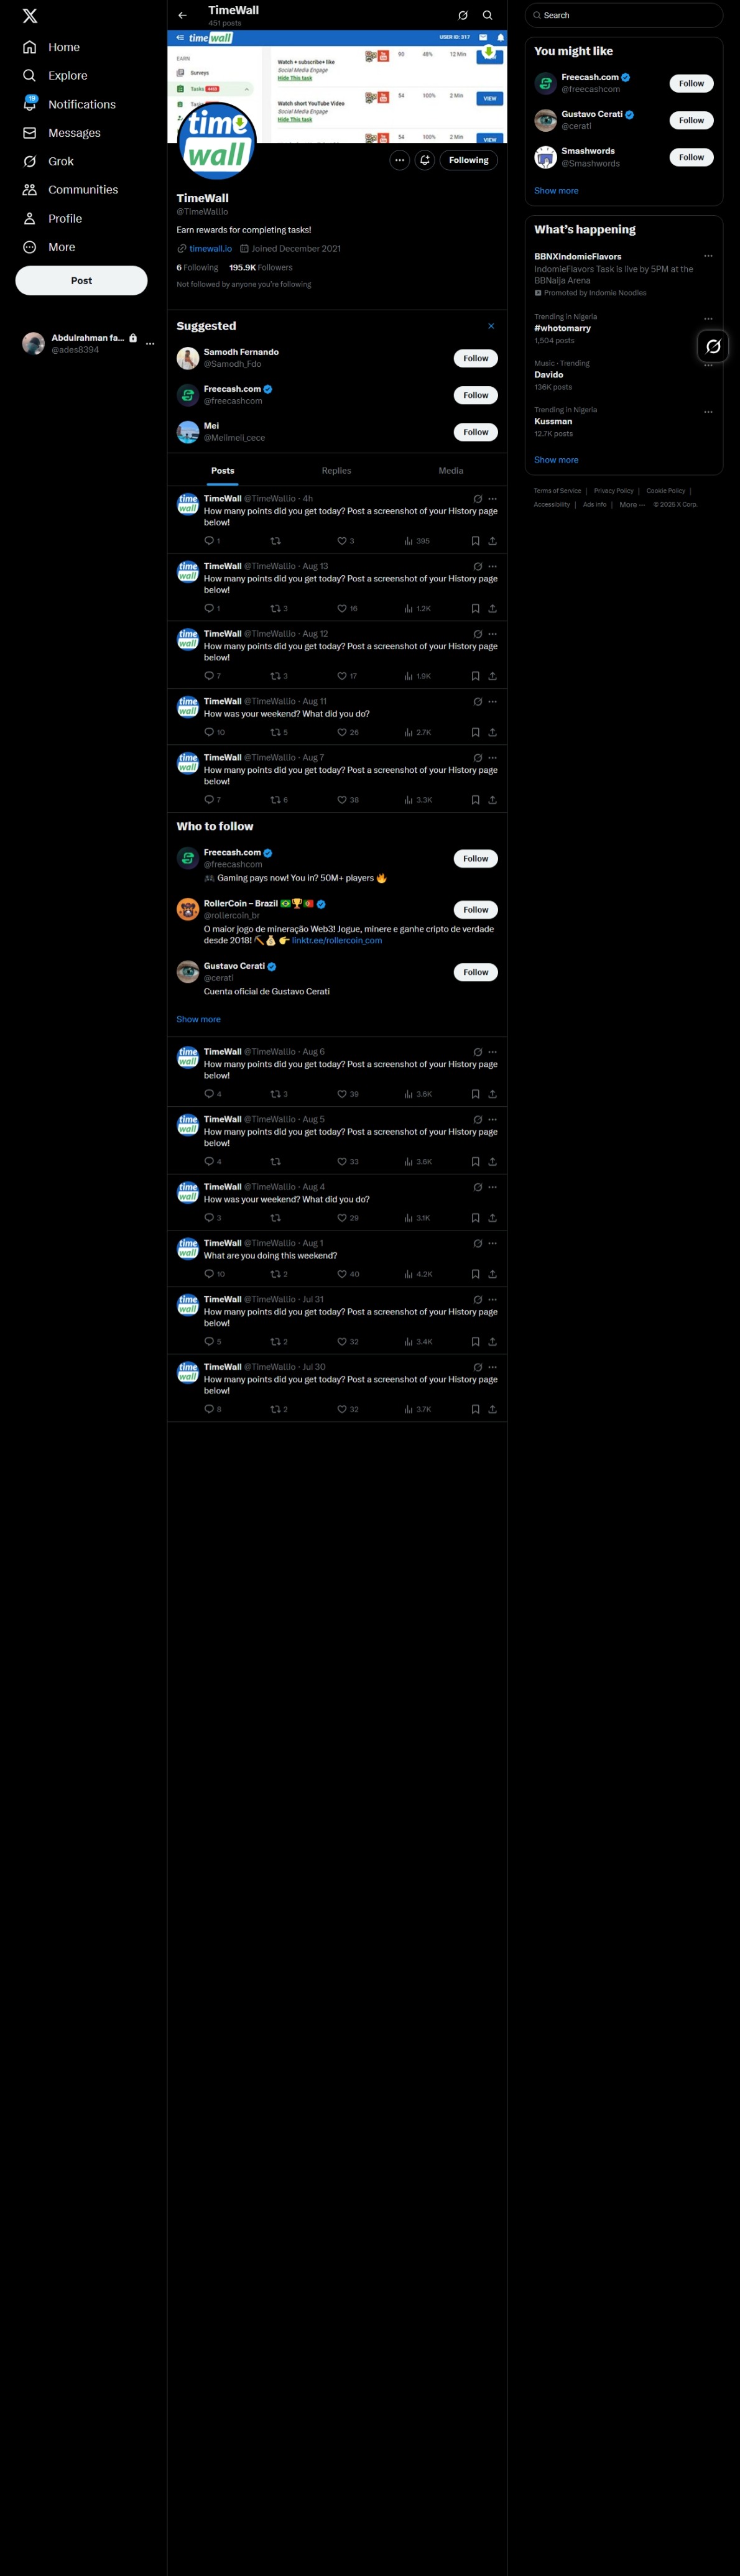 Home
Explore
19
Notifications
Messages
Grok
Communities
Profile
More
Post
Abdulrahman fa...
@ades8394
TimeWall
451 posts
time wall
USER ID: 317
EARN
Surveys
Tasks
Watch + subscribe+ like
Social Media Engage
Hide This task
90 48% 12 Min
Watch short YouTube Video
Social Media Engage
Hide This task
54 100% 2 Min VIEW
54 100% 2 Min VIEW
time
wall
Following
TimeWall
@TimeWallio
Earn rewards for completing tasks!
timewall.io Joined December 2021
6 Following 195.9K Followers
Not followed by anyone you're following
Suggested
Samodh Fernando
@Samodh_Fdo
Follow
Freecash.com
@freecashcom
Follow
Mei
@Meiimeii_cece
Follow
Posts Replies Media
TimeWall @TimeWallio · 4h
How many points did you get today? Post a screenshot of your History page
below!
1 3 395
TimeWall @TimeWallio · Aug 13
How many points did you get today? Post a screenshot of your History page
below!
1 3 16 1.2K
TimeWall @TimeWallio · Aug 12
How many points did you get today? Post a screenshot of your History page
below!
7 3 17 1.9K
TimeWall @TimeWallio · Aug 11
How was your weekend? What did you do?
10 5 26 2.7K
TimeWall @TimeWallio · Aug 7
How many points did you get today? Post a screenshot of your History page
below!
7 6 38 3.3K
Who to follow
Freecash.com
@freecashcom
Follow
Gaming pays now! You in? 50M+ players 🔥
RollerCoin – Brazil 🇧🇷🏆🇵🇹
@rollercoin_br
Follow
O maior jogo de mineração Web3! Jogue, minere e ganhe cripto de verdade
desde 2018! ⛏️💰 👉 linktr.ee/rollercoin_com
Gustavo Cerati
@cerati
Follow
Cuenta oficial de Gustavo Cerati
Show more
TimeWall @TimeWallio · Aug 6
How many points did you get today? Post a screenshot of your History page
below!
4 3 39 3.6K
TimeWall @TimeWallio · Aug 5
How many points did you get today? Post a screenshot of your History page
below!
4 33 3.6K
TimeWall @TimeWallio · Aug 4
How was your weekend? What did you do?
3 29 3.1K
TimeWall @TimeWallio · Aug 1
What are you doing this weekend?
10 2 40 4.2K
TimeWall @TimeWallio · Jul 31
How many points did you get today? Post a screenshot of your History page
below!
5 2 32 3.4K
TimeWall @TimeWallio · Jul 30
How many points did you get today? Post a screenshot of your History page
below!
8 2 32 3.7K
Search
You might like
Freecash.com
@freecashcom
Follow
Gustavo Cerati
@cerati
Follow
Smashwords
@Smashwords
Follow
Show more
What's happening
BBNXIndomieFlavors
IndomieFlavors Task is live by 5PM at the
BBNaija Arena
Promoted by Indomie Noodles
Trending in Nigeria
#whotomarry
1,504 posts
Music · Trending
Davido
136K posts
Trending in Nigeria
Kussman
12.7K posts
Show more
Terms of Service | Privacy Policy | Cookie Policy |
Accessibility | Ads info | More ··· © 2025 X Corp.